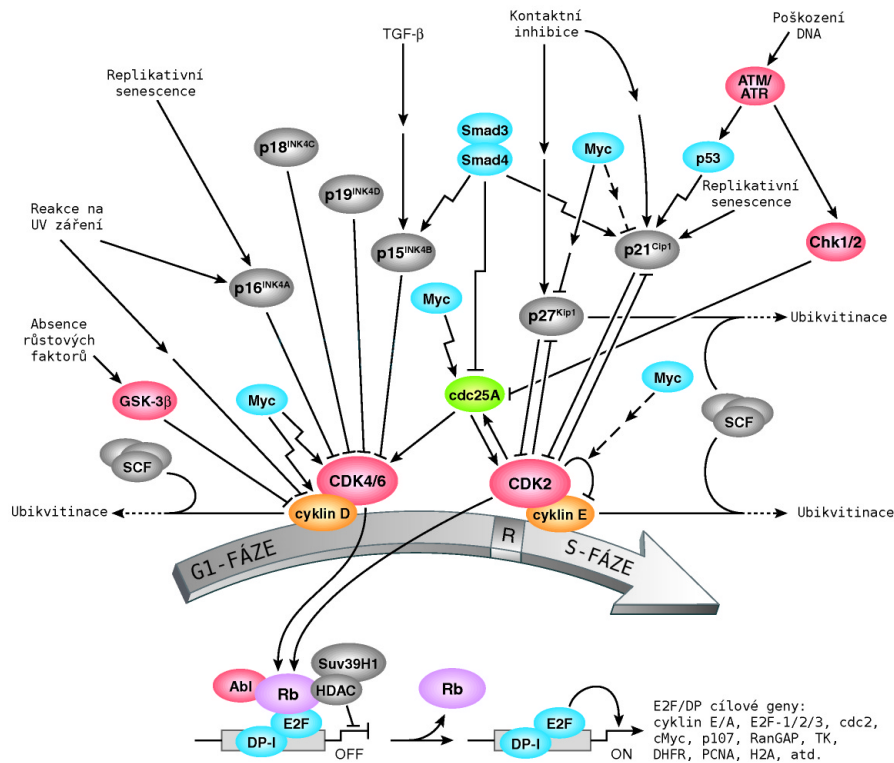 Kontaktní
inhibice
Poškození
DNA
TGF-β
Replikativní
senescence
ATM/
ATR
Smad3
Smad4
Myc
p53
p18INK4C
p19INK4D
Replikativní
senescence
Reakce na
UV záření
p15INK4B
p21Cip1
Chk1/2
p16INK4A
Myc
p27Kip1
Ubikvitinace
Absence
růstových
faktorů
GSK-3β
Myc
cdc25A
Myc
SCF
SCF
CDK4/6
CDK2
Ubikvitinace
cyklin D
cyklin E
Ubikvitinace
G1-FÁZE
R
S-FÁZE
Suv39H1
Abl
Rb
HDAC
Rb
E2F
DP-I
OFF
E2F
DP-I
ON
E2F/DP cílové geny:
cyklin E/A, E2F-1/2/3, cdc2,
cMyc, p107, RanGAP, TK,
DHFR, PCNA, H2A, atd.